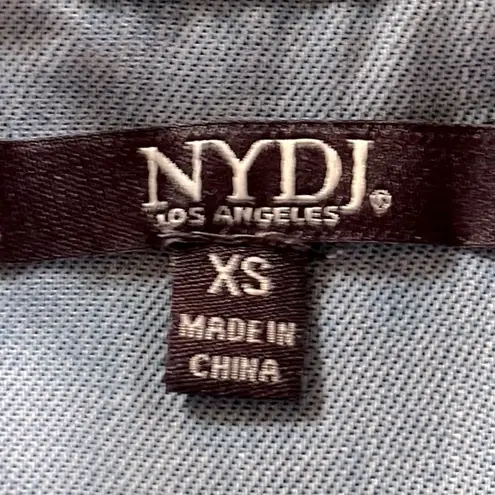 NYDJ®
LOS ANGELES
XS
MADE IN
CHINA